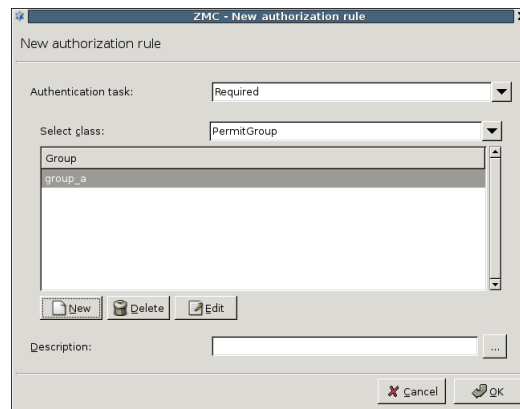 ZMC - New authorization rule
New authorization rule
Authentication task: Required
Select class: PermitGroup
Group
group_a
New Delete Edit
Description: ...
Cancel OK